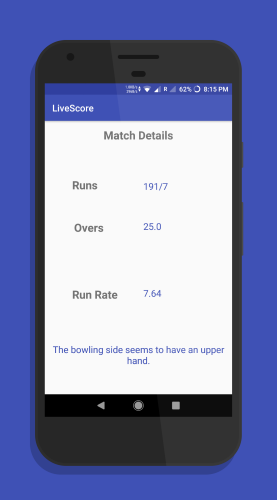 R 62% 8:15 PM
LiveScore
Match Details
Runs 191/7
Overs 25.0
Run Rate 7.64
The bowling side seems to have an upper
hand.